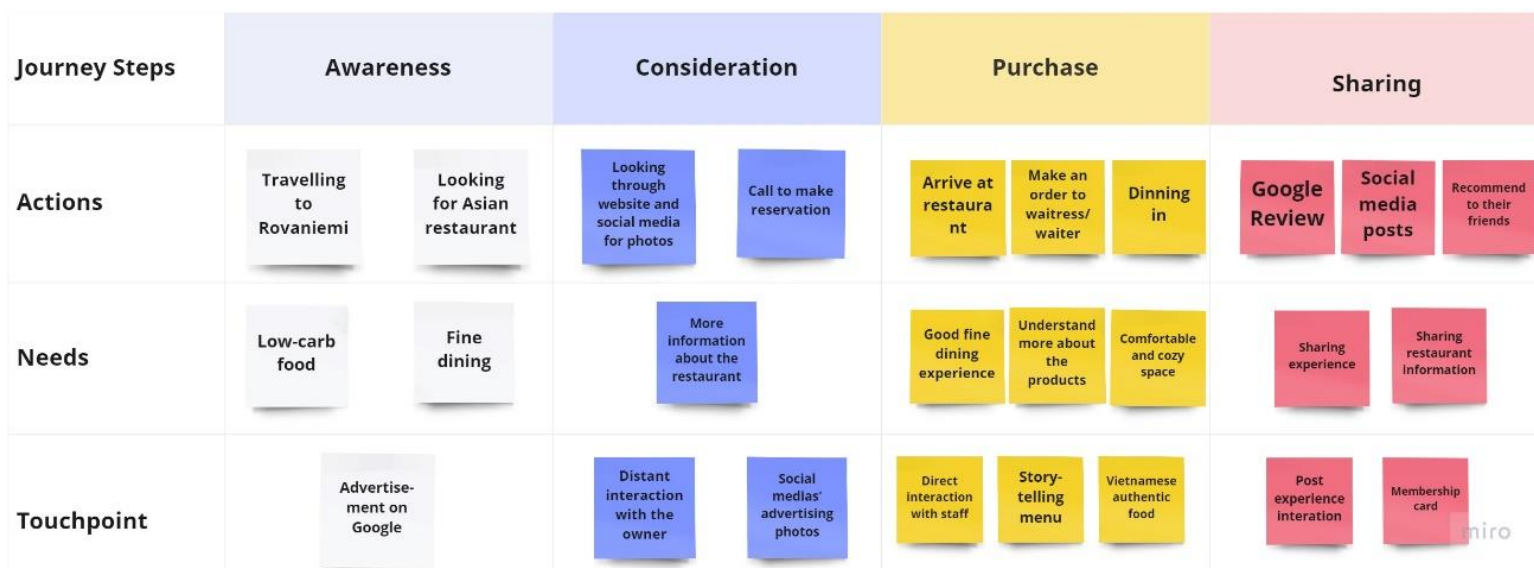 Journey Steps
Awareness
Consideration
Purchase
Sharing
Actions
Travelling
to
Rovaniemi
Looking
for Asian
restaurant
Looking
through
website and
social media
for photos
Call to make
reservation
Arrive at
restaura
nt
Make an
order to
waitress/
waiter
Dinning
in
Google
Review
Social
media
posts
Recommend
to their
friends
Needs
Low-carb
food
Fine
dining
More
information
about the
restaurant
Good fine
dining
experience
Understand
more about
the
products
Comfortable
and cozy
space
Sharing
experience
Sharing
restaurant
information
Touchpoint
Advertise-
ment on
Google
Distant
interaction
with the
owner
Social
medias’
advertising
photos
Direct
interaction
with staff
Story-
telling
menu
Vietnamese
authentic
food
Post
experience
interation
Membership
card
miro